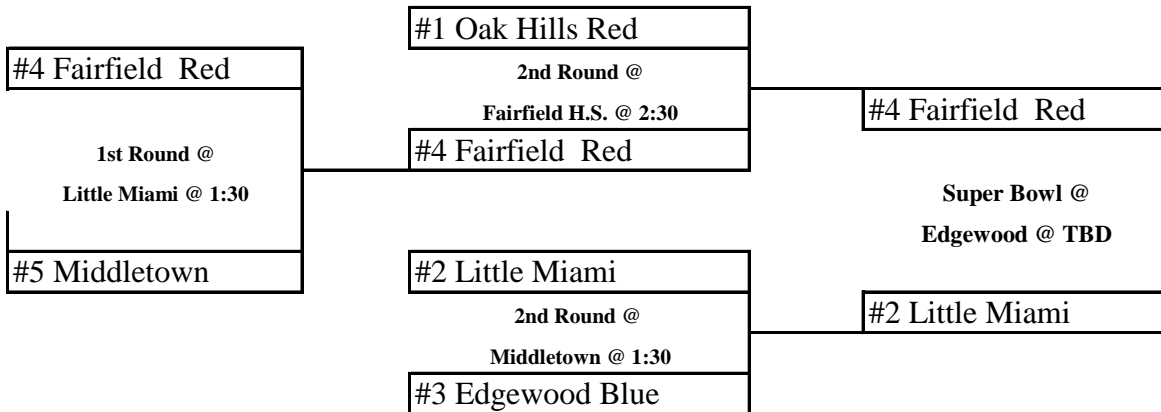 #4 Fairfield  Red
1st Round @
Little Miami @ 1:30
#5 Middletown
#1 Oak Hills Red
2nd Round @
Fairfield H.S. @ 2:30
#4 Fairfield  Red
#2 Little Miami
2nd Round @
Middletown @ 1:30
#3 Edgewood Blue
#4 Fairfield  Red
Super Bowl @
Edgewood @ TBD
#2 Little Miami